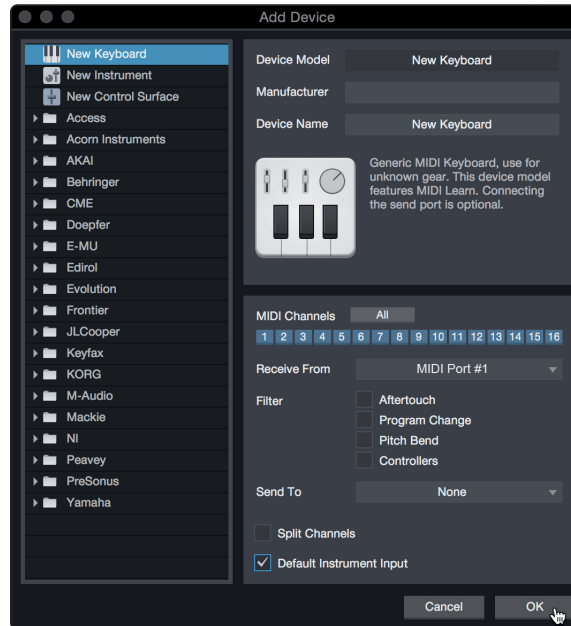 Add Device
New Keyboard
New Instrument
New Control Surface
Access
Acorn Instruments
AKAI
Behringer
CME
Doepfer
E-MU
Edirol
Evolution
Frontier
JLCooper
Keyfax
KORG
M-Audio
Mackie
NI
Peavey
PreSonus
Yamaha
Device Model New Keyboard
Manufacturer
Device Name New Keyboard
Generic MIDI Keyboard, use for
unknown gear. This device model
features MIDI Learn. Connecting
the send port is optional.
MIDI Channels All
1 2 3 4 5 6 7 8 9 10 11 12 13 14 15 16
Receive From MIDI Port #1
Filter Aftertouch
Program Change
Pitch Bend
Controllers
Send To None
Split Channels
Default Instrument Input
Cancel OK